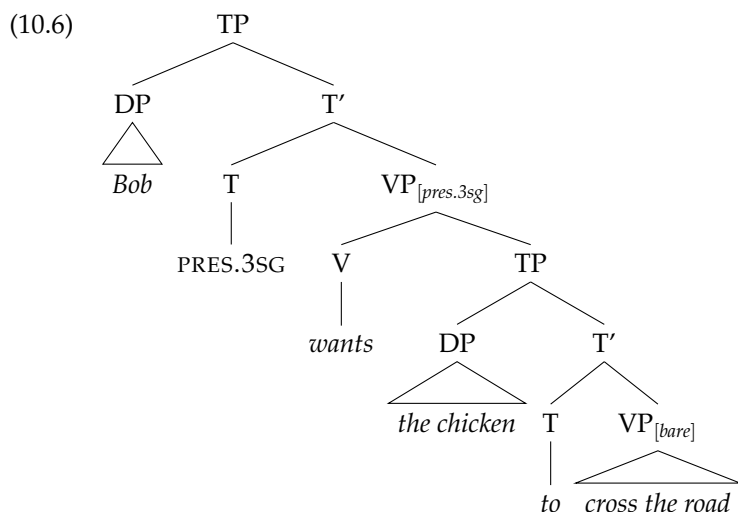 (10.6) TP
DP T′
Bob T VP[pres.3sg]
PRES.3SG V TP
wants DP T′
the chicken T VP[bare]
to cross the road